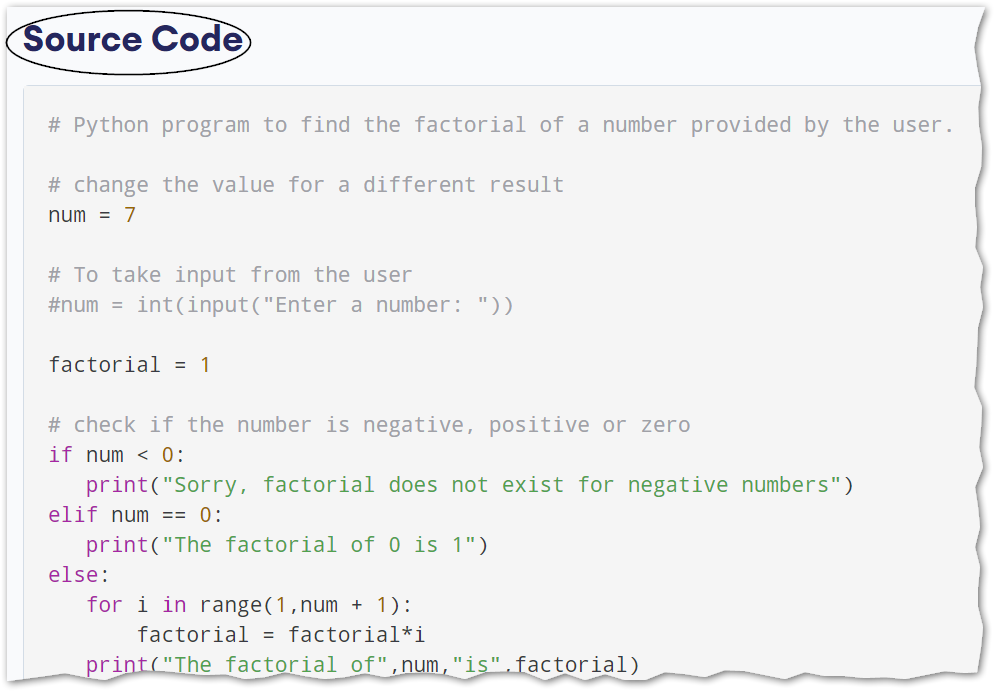 Source Code
# Python program to find the factorial of a number provided by the user.
# change the value for a different result
num = 7
# To take input from the user
#num = int(input("Enter a number: "))
factorial = 1
# check if the number is negative, positive or zero
if num < 0:
   print("Sorry, factorial does not exist for negative numbers")
elif num == 0:
   print("The factorial of 0 is 1")
else:
   for i in range(1,num + 1):
       factorial = factorial*i
   print("The factorial of",num,"is",factorial)